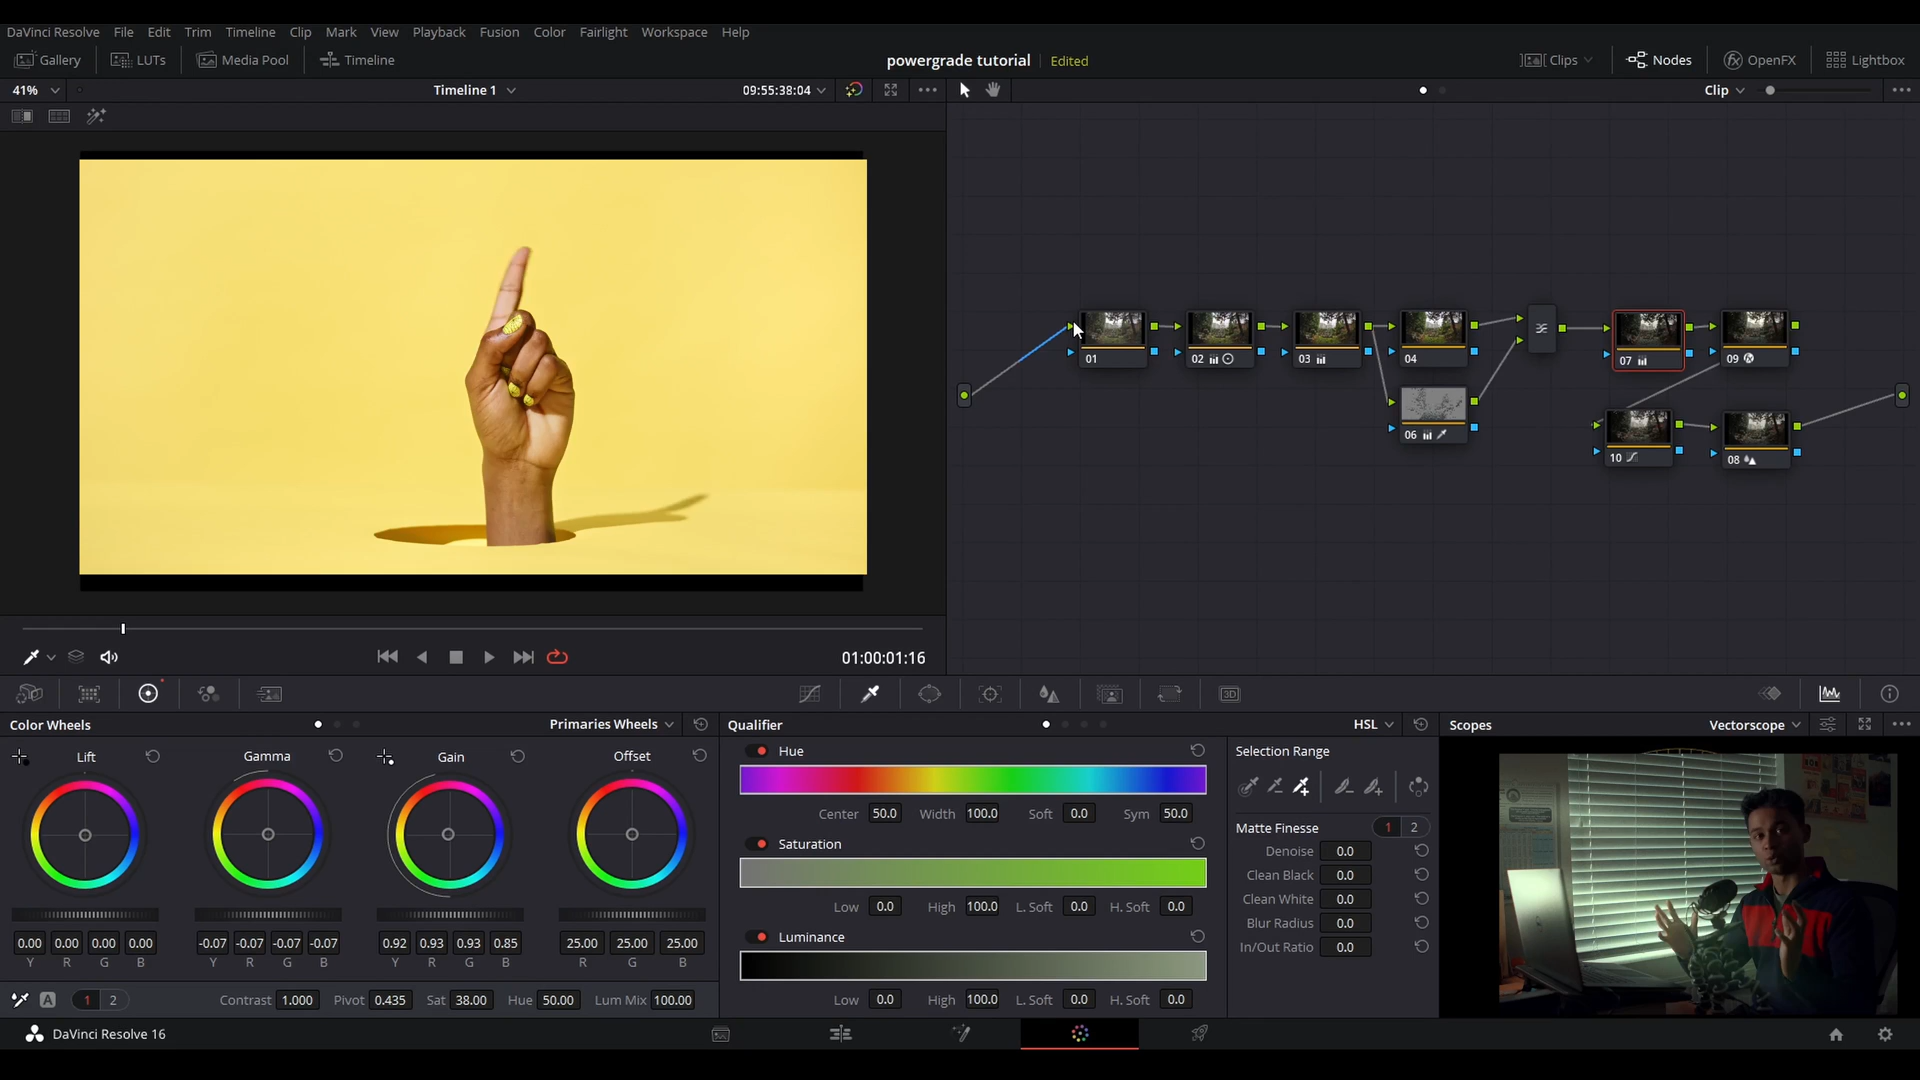 DaVinci Resolve File Edit Trim Timeline Clip Mark View Playback Fusion Color Fairlight Workspace Help
Gallery LUTs Media Pool Timeline powergrade tutorial Edited Clips Nodes OpenFX Lightbox
41% Timeline 1 09:55:38:04 Clip
01 02 03 04 07 09
06 10 08
01:00:01:16
Color Wheels Primaries Wheels Qualifier HSL Scopes Vectorscope
Lift Gamma Gain Offset
Hue
Center 50.0 Width 100.0 Soft 0.0 Sym 50.0
Saturation
Low 0.0 High 100.0 L. Soft 0.0 H. Soft 0.0
Luminance
Low 0.0 High 100.0 L. Soft 0.0 H. Soft 0.0
Selection Range
Matte Finesse 1 2
Denoise 0.0
Clean Black 0.0
Clean White 0.0
Blur Radius 0.0
In/Out Ratio 0.0
0.00 0.00 0.00 0.00 -0.07 -0.07 -0.07 -0.07 0.92 0.93 0.93 0.85 25.00 25.00 25.00
Y R G B Y R G B Y R G B R G B
A 1 2 Contrast 1.000 Pivot 0.435 Sat 38.00 Hue 50.00 Lum Mix 100.00
3D
DaVinci Resolve 16